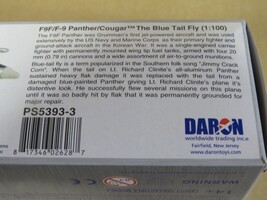 F9F/F-9 Panther/Cougar™ The Blue Tail Fly (1:100)
The F9F Panther was Grumman's first jet-powered aircraft and was used
extensively by the US Navy and Marine Corps as their primary fighter and
ground-attack aircraft in the Korean War. It was a single-engined carrier
fighter with permanently mounted wing tip fuel tanks, armed with four 20
mm (0.79 in) cannons and a wide assortment of air-to-ground munitions.
Blue-tail-fly is a term popularized in the Southern folk song "Jimmy Crack
Corn". When the tail on Lt. Richard Clinite's all-aluminum Panther
sustained heavy flak damage it was replaced with the tail from a
damaged blue-painted Panther giving Lt. Richard Clinite's plane it's
distinctive look. He successfully flew several missions on this plane
until it was so badly hit by flak that it was permanently grounded for
major repair.
PS5393-3
8 17346 02628 7
DARON
worldwide trading inc.®
Fairfield, New Jersey
www.darontoys.com
WARNING: